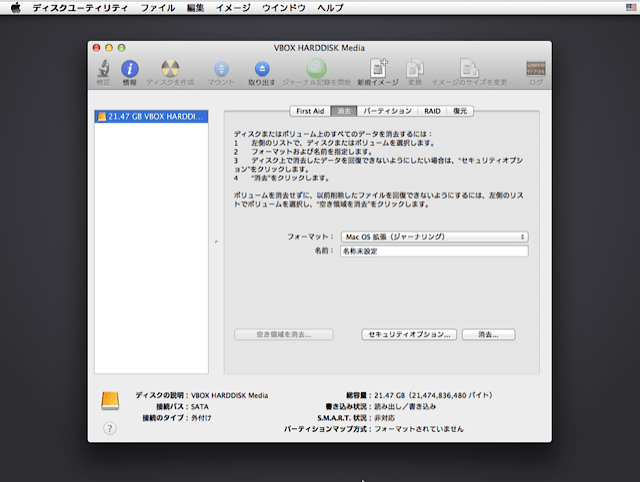 ディスクユーティリティ ファイル 編集 イメージ ウインドウ ヘルプ
VBOX HARDDISK Media
検証 情報 ディスクを作成 マウント 取り出す ジャーナル記録を開始 新規イメージ 変換 イメージのサイズを変更 ログ
21.47 GB VBOX HARDDI...
First Aid 消去 パーティション RAID 復元
ディスクまたはボリューム上のすべてのデータを消去するには：
1 左側のリストで、ディスクまたはボリュームを選択します。
2 フォーマットおよび名前を指定します。
3 ディスク上で消去したデータを回復できないようにしたい場合は、“セキュリティオプシ
ョン”をクリックします。
4 “消去”をクリックします。
ボリュームを消去せずに、以前削除したファイルを回復できないようにするには、左側のリス
トでボリュームを選択し、“空き領域を消去”をクリックします。
フォーマット： Mac OS 拡張（ジャーナリング）
名前： 名称未設定
空き領域を消去... セキュリティオプション... 消去...
ディスクの説明：VBOX HARDDISK Media
接続バス：SATA
接続のタイプ：外付け
総容量：21.47 GB（21,474,836,480 バイト）
書き込み状況：読み出し／書き込み
S.M.A.R.T. 状況：非対応
パーティションマップ方式：フォーマットされていません
?